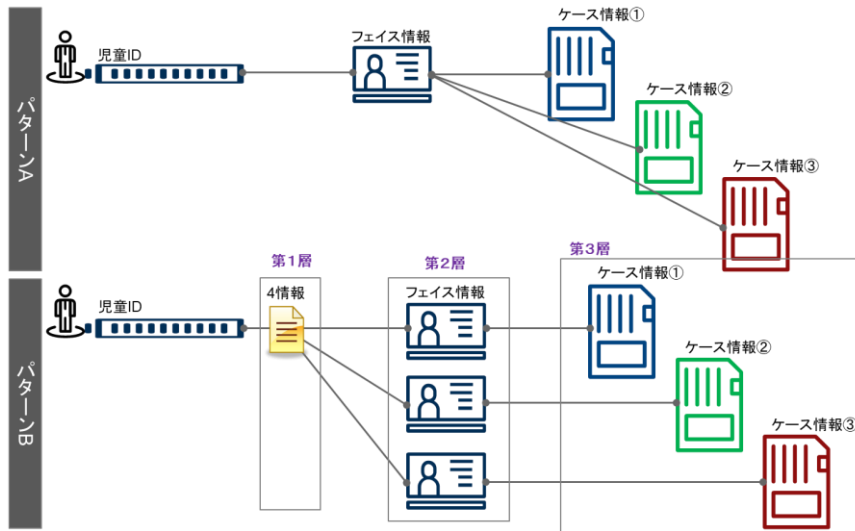 パターンA
児童ID
フェイス情報
ケース情報①
ケース情報②
ケース情報③
パターンB
児童ID
第1層
4情報
第2層
フェイス情報
第3層
ケース情報①
ケース情報②
ケース情報③